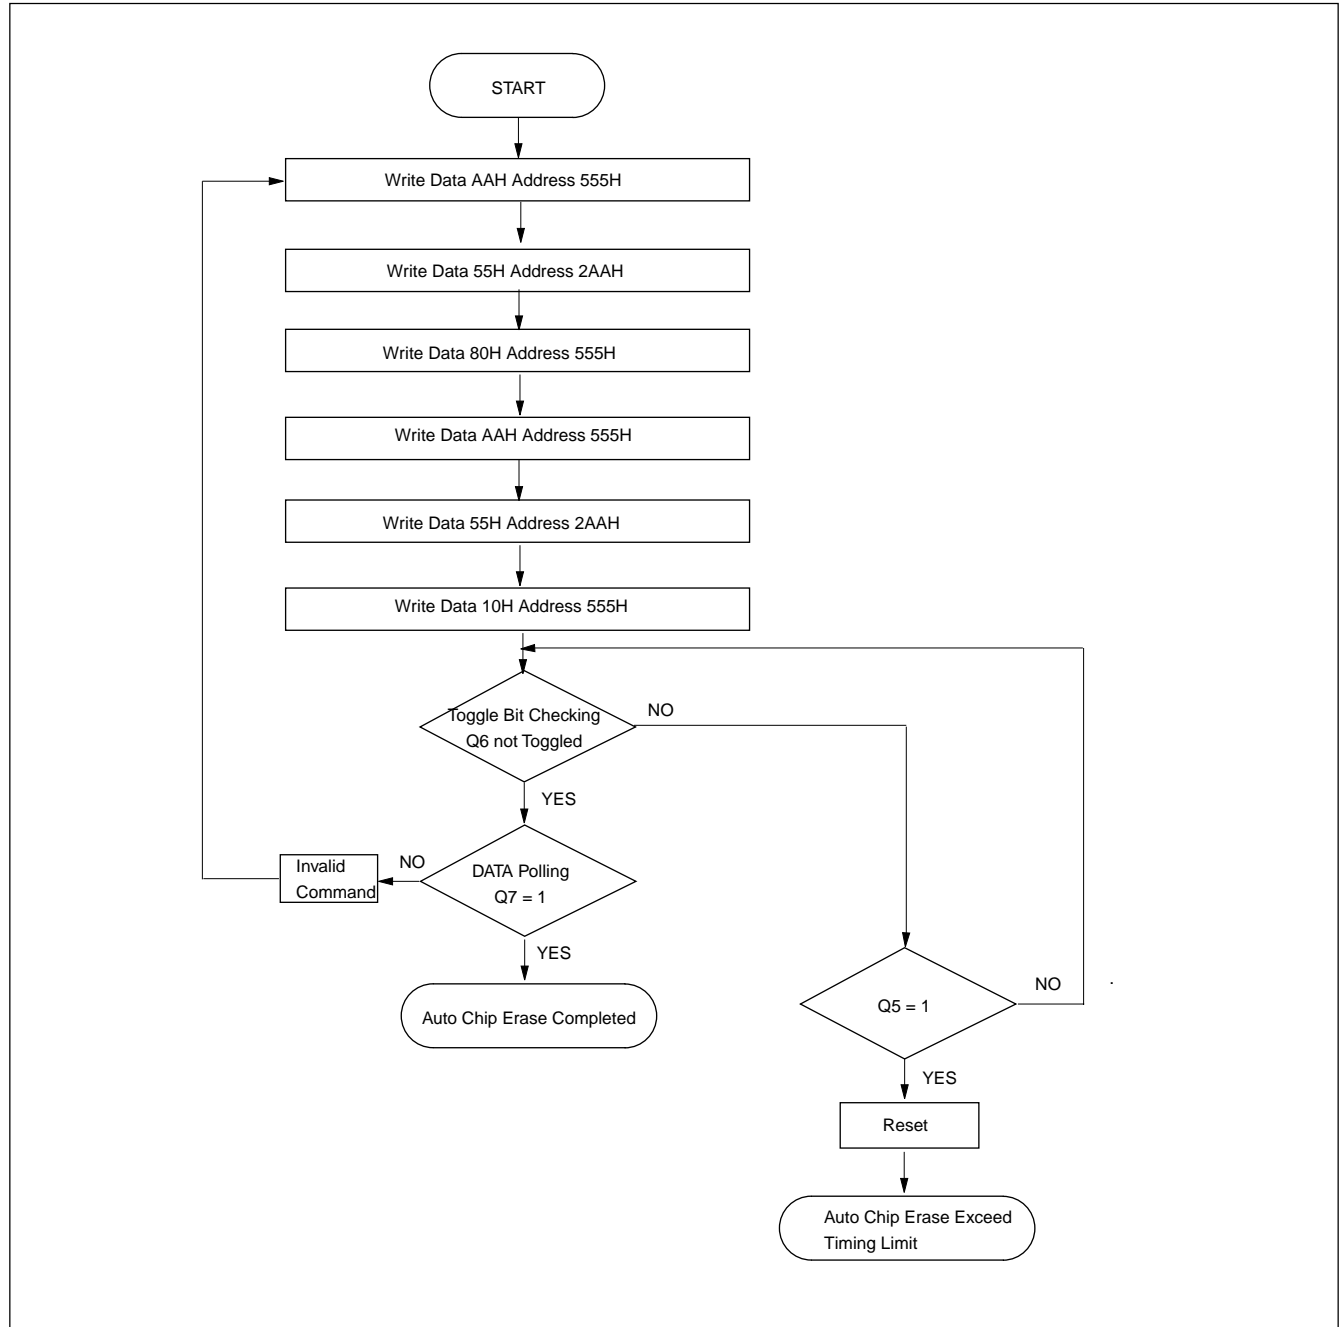 START
Write Data AAH Address 555H
Write Data 55H Address 2AAH
Write Data 80H Address 555H
Write Data AAH Address 555H
Write Data 55H Address 2AAH
Write Data 10H Address 555H
Toggle Bit Checking
Q6 not Toggled
NO
YES
Invalid
Command
NO
DATA Polling
Q7 = 1
YES
Auto Chip Erase Completed
Q5 = 1
NO
.
YES
Reset
Auto Chip Erase Exceed
Timing Limit